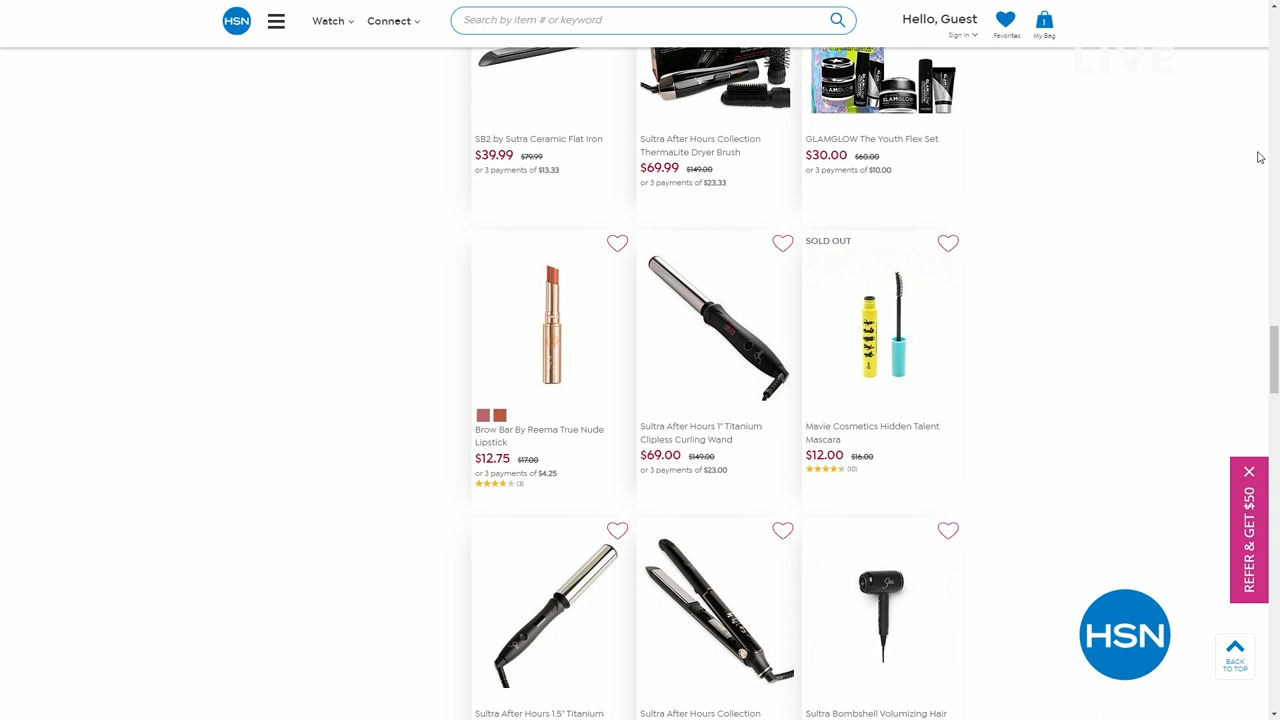 HSN
Watch
Connect
Search by item # or keyword
Hello, Guest
Sign In
Favorites
1
My Bag
LIVE
GLAMGLOW
GLAMGLOW
SB2 by Sutra Ceramic Flat Iron
$39.99 $79.99
or 3 payments of $13.33
Sultra After Hours Collection
ThermaLite Dryer Brush
$69.99 $149.00
or 3 payments of $23.33
GLAMGLOW The Youth Flex Set
$30.00 $60.00
or 3 payments of $10.00
SOLD OUT
Brow Bar By Reema True Nude
Lipstick
$12.75 $17.00
or 3 payments of $4.25
(3)
Sultra After Hours 1" Titanium
Clipless Curling Wand
$69.00 $149.00
or 3 payments of $23.00
Mavie Cosmetics Hidden Talent
Mascara
$12.00 $16.00
(10)
REFER & GET $50
HSN
BACK
TO TOP
Sultra After Hours 1.5" Titanium
Sultra After Hours Collection
Sultra Bombshell Volumizing Hair